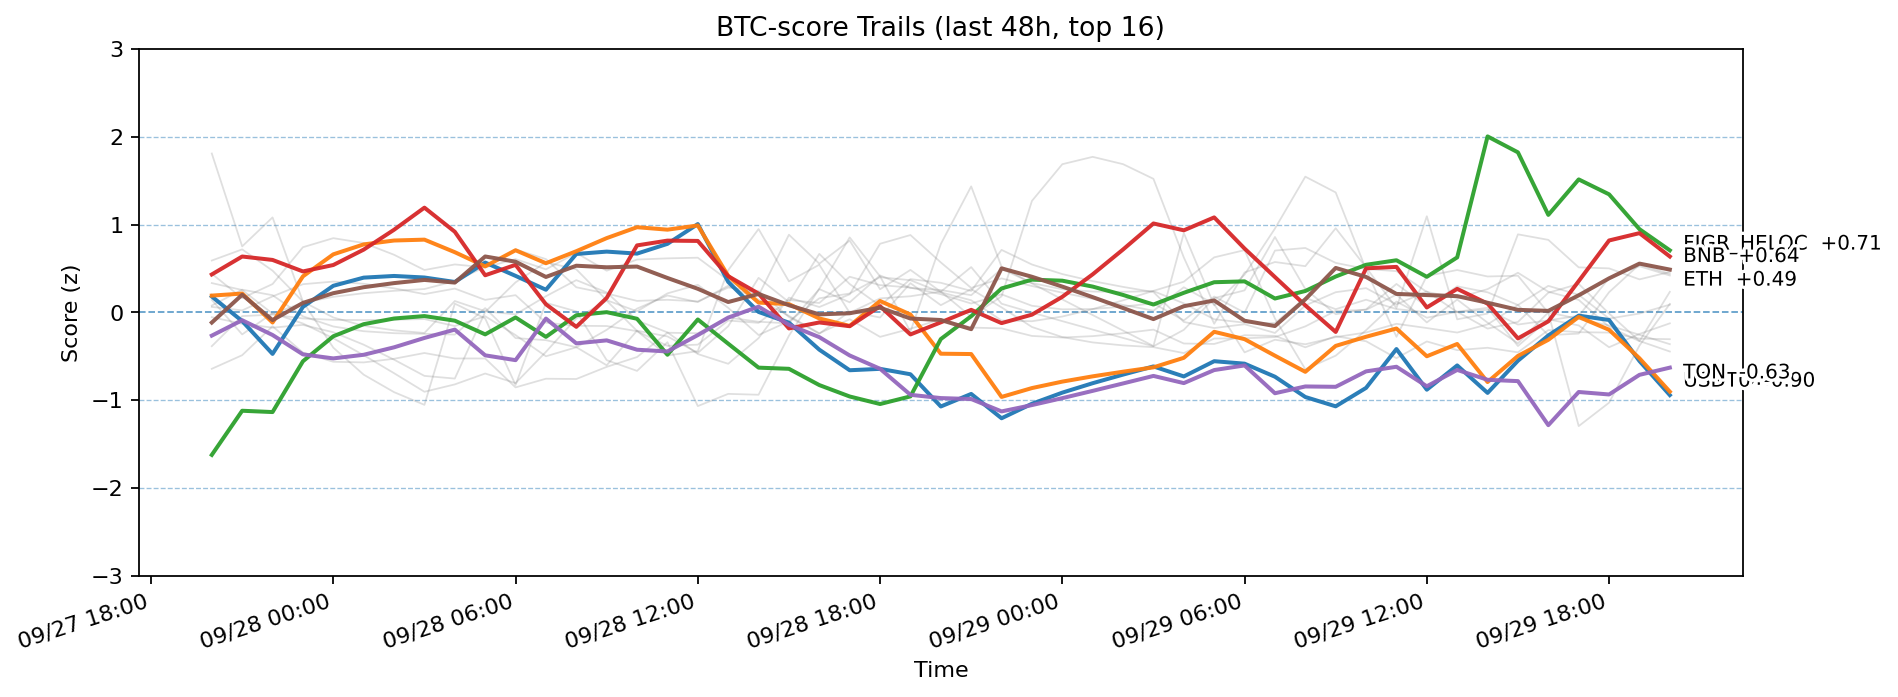 BTC-score Trails (last 48h, top 16)
Score (z)
3
2
1
0
−1
−2
−3
FIGR_HELOC +0.71
BNB +0.64
ETH +0.49
TON -0.63
-0.90
09/27 18:00
09/28 00:00
09/28 06:00
09/28 12:00
09/28 18:00
09/29 00:00
09/29 06:00
09/29 12:00
09/29 18:00
Time